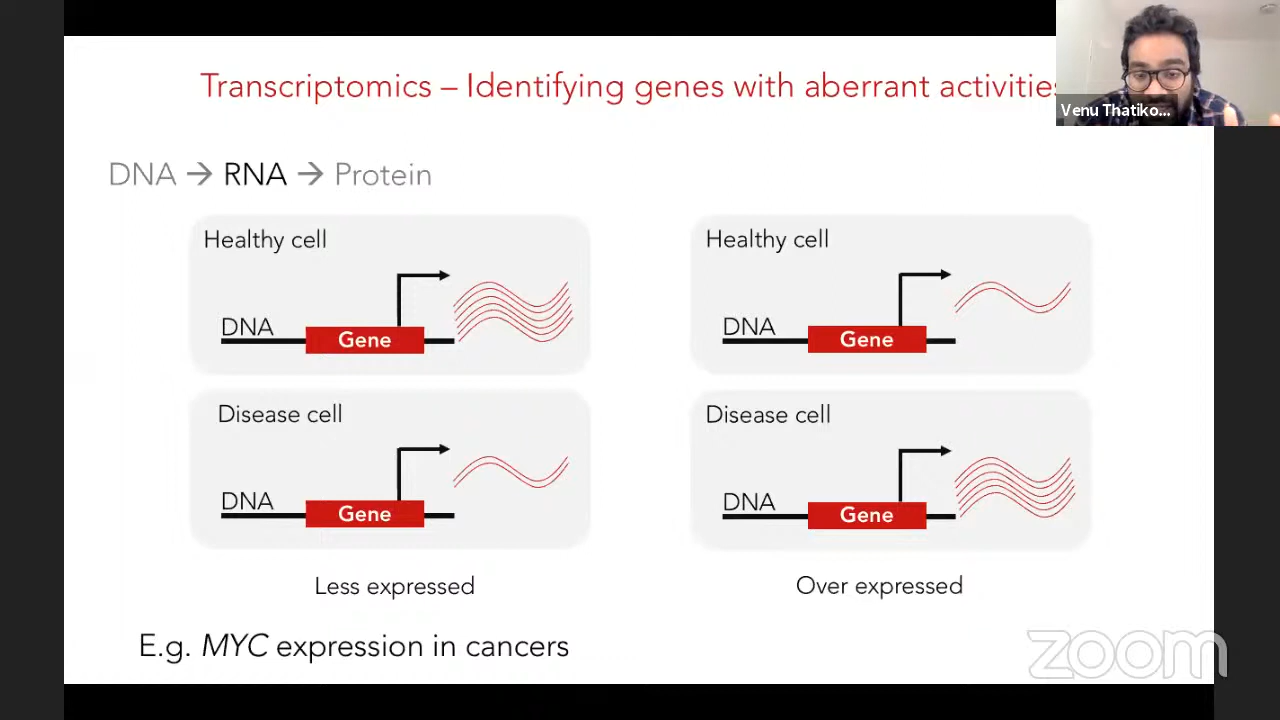 Transcriptomics – Identifying genes with aberrant activities
Venu Thatiko...
DNA → RNA → Protein
Healthy cell
DNA
Gene
Healthy cell
DNA
Gene
Disease cell
DNA
Gene
Disease cell
DNA
Gene
Less expressed
Over expressed
E.g. MYC expression in cancers
zoom